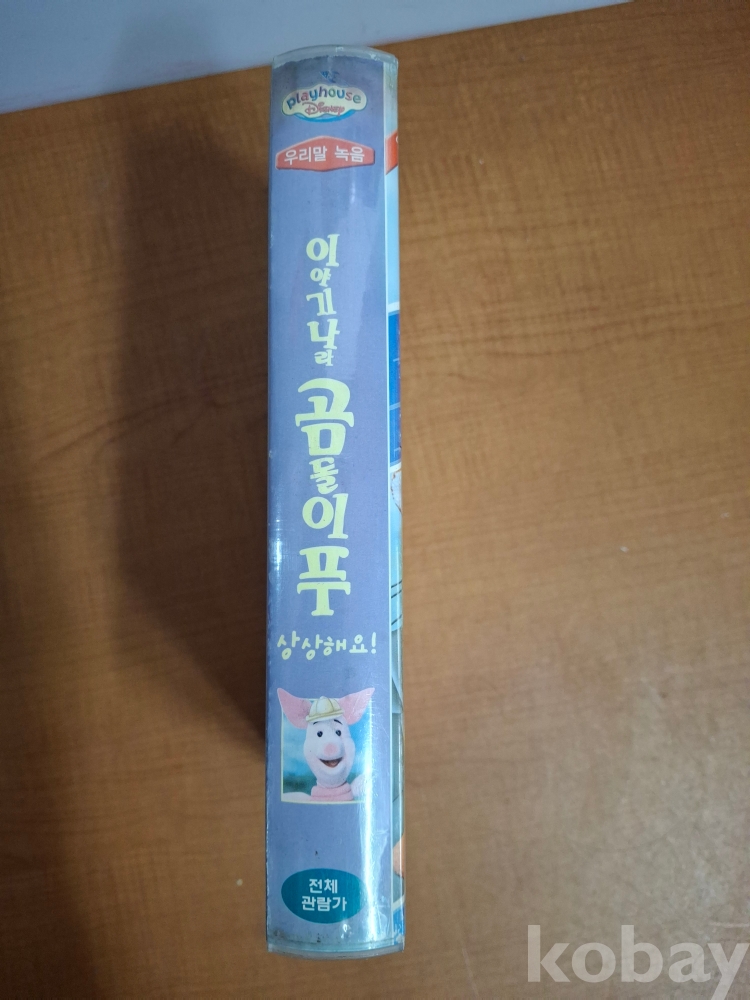 playhouse
Disney
우리말 녹음
이야기나라
곰돌이 푸
상상해요!
전체
관람가
kobay